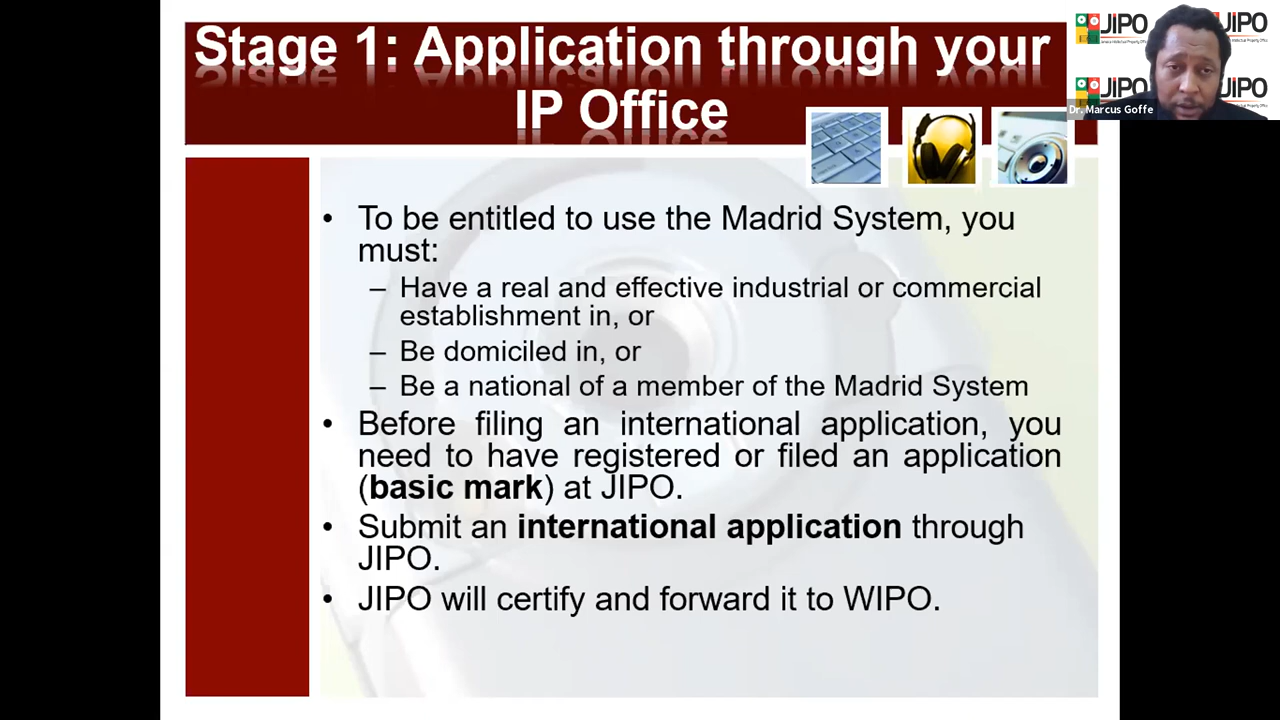 Stage 1: Application through your
IP Office
JIPO
JIPO
JIPO
JIPO
Dr. Marcus Goffe
• To be entitled to use the Madrid System, you
must:
– Have a real and effective industrial or commercial
establishment in, or
– Be domiciled in, or
– Be a national of a member of the Madrid System
• Before filing an international application, you
need to have registered or filed an application
(basic mark) at JIPO.
• Submit an international application through
JIPO.
• JIPO will certify and forward it to WIPO.